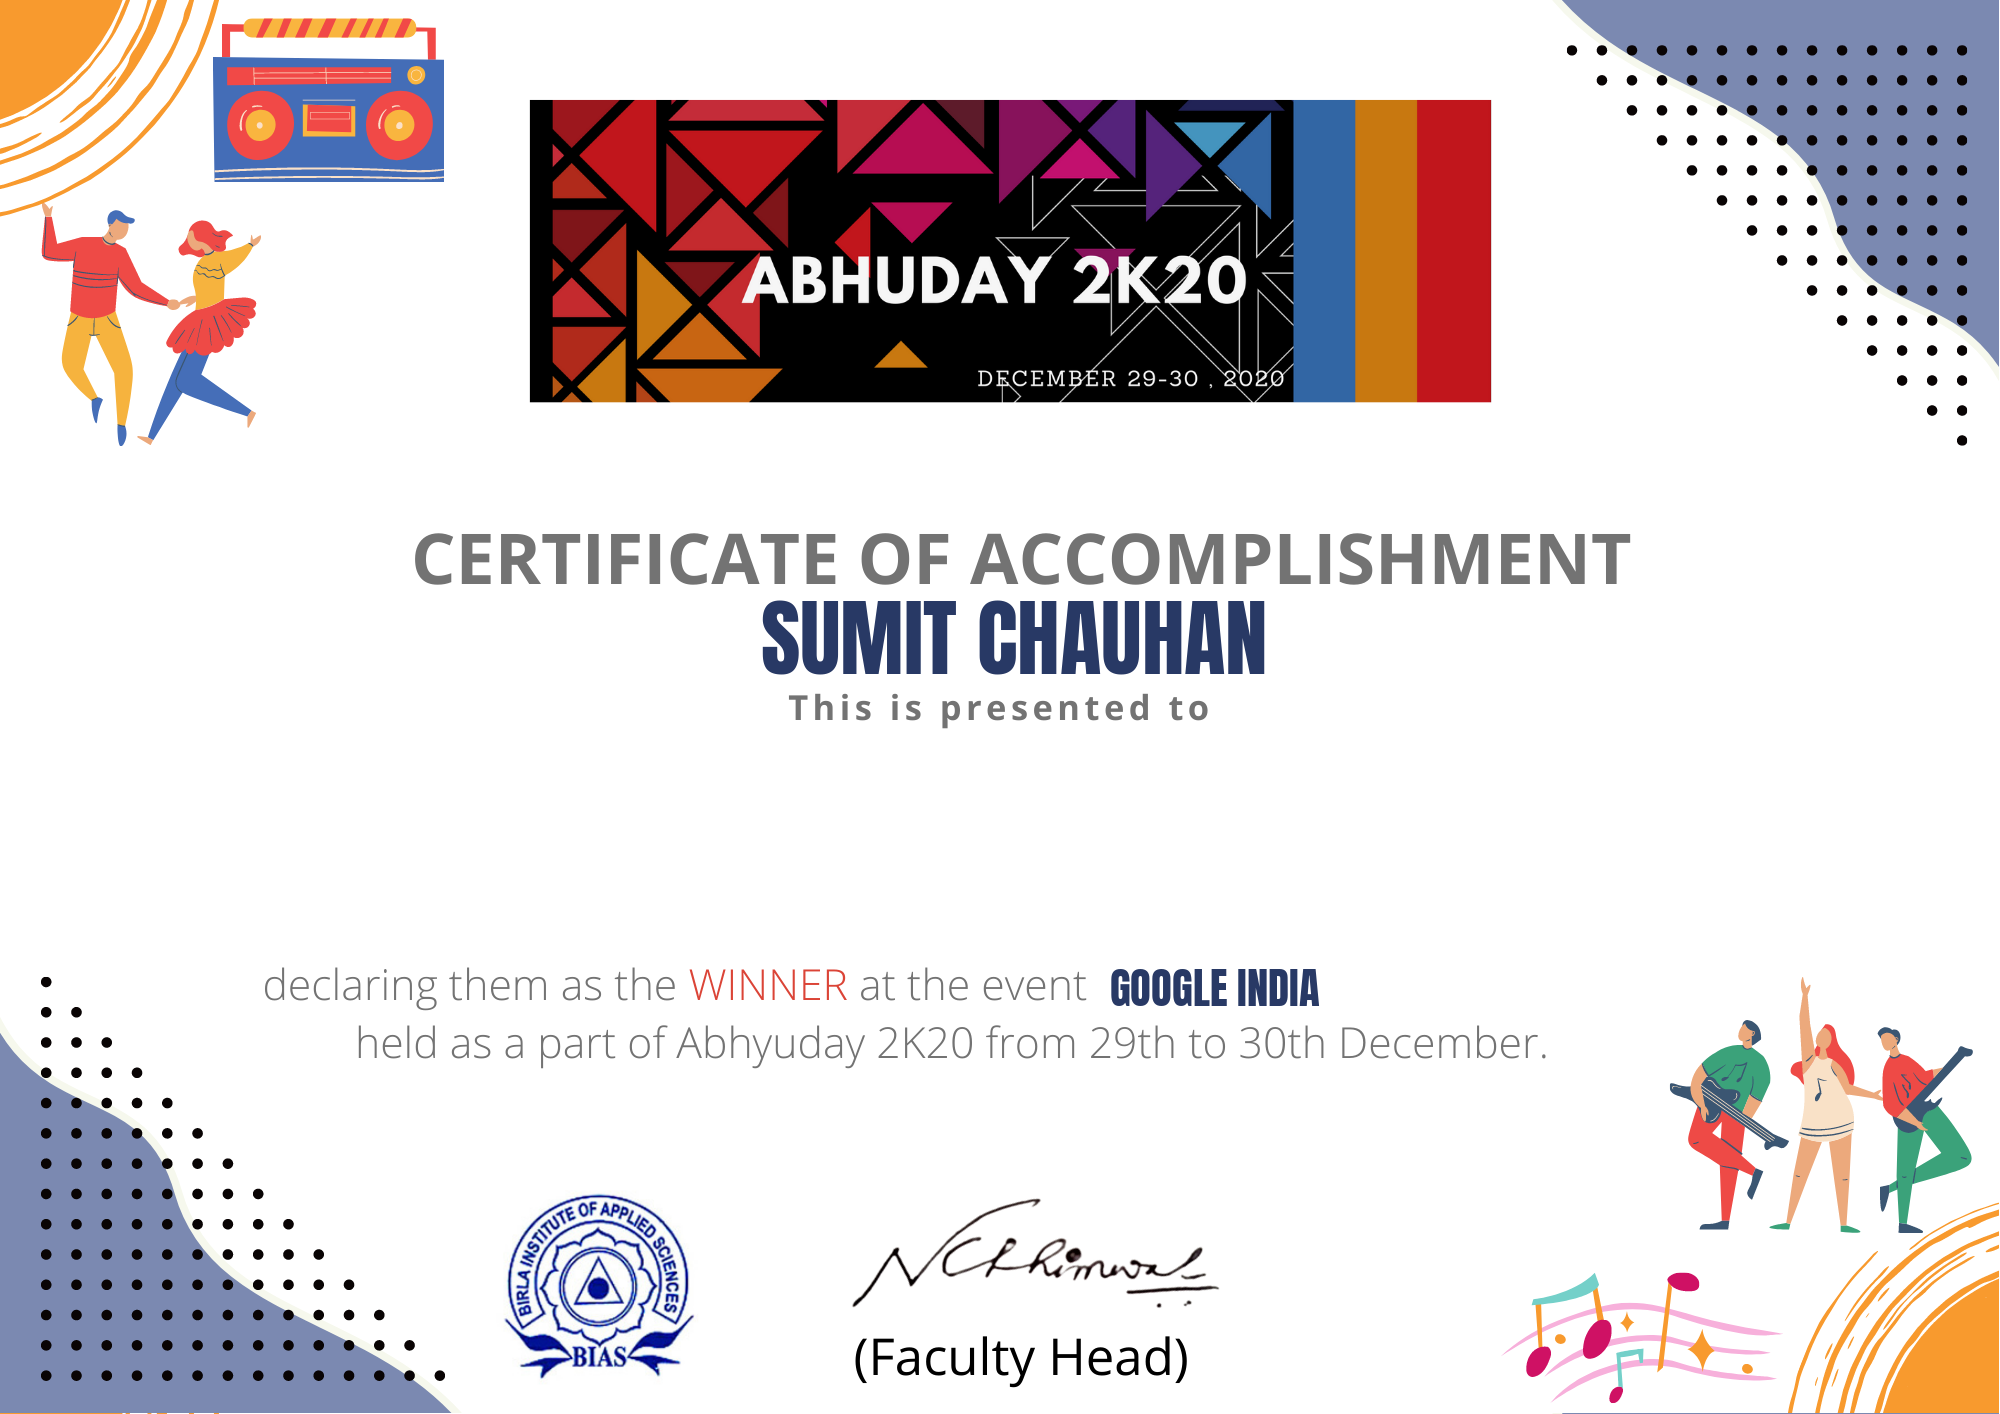 ABHUDAY 2K20
DECEMBER 29-30 , 2020
CERTIFICATE OF ACCOMPLISHMENT
SUMIT CHAUHAN
This is presented to
declaring them as the WINNER at the event GOOGLE INDIA
held as a part of Abhyuday 2K20 from 29th to 30th December.
BIRLA INSTITUTE OF APPLIED SCIENCES
BIAS
(Faculty Head)